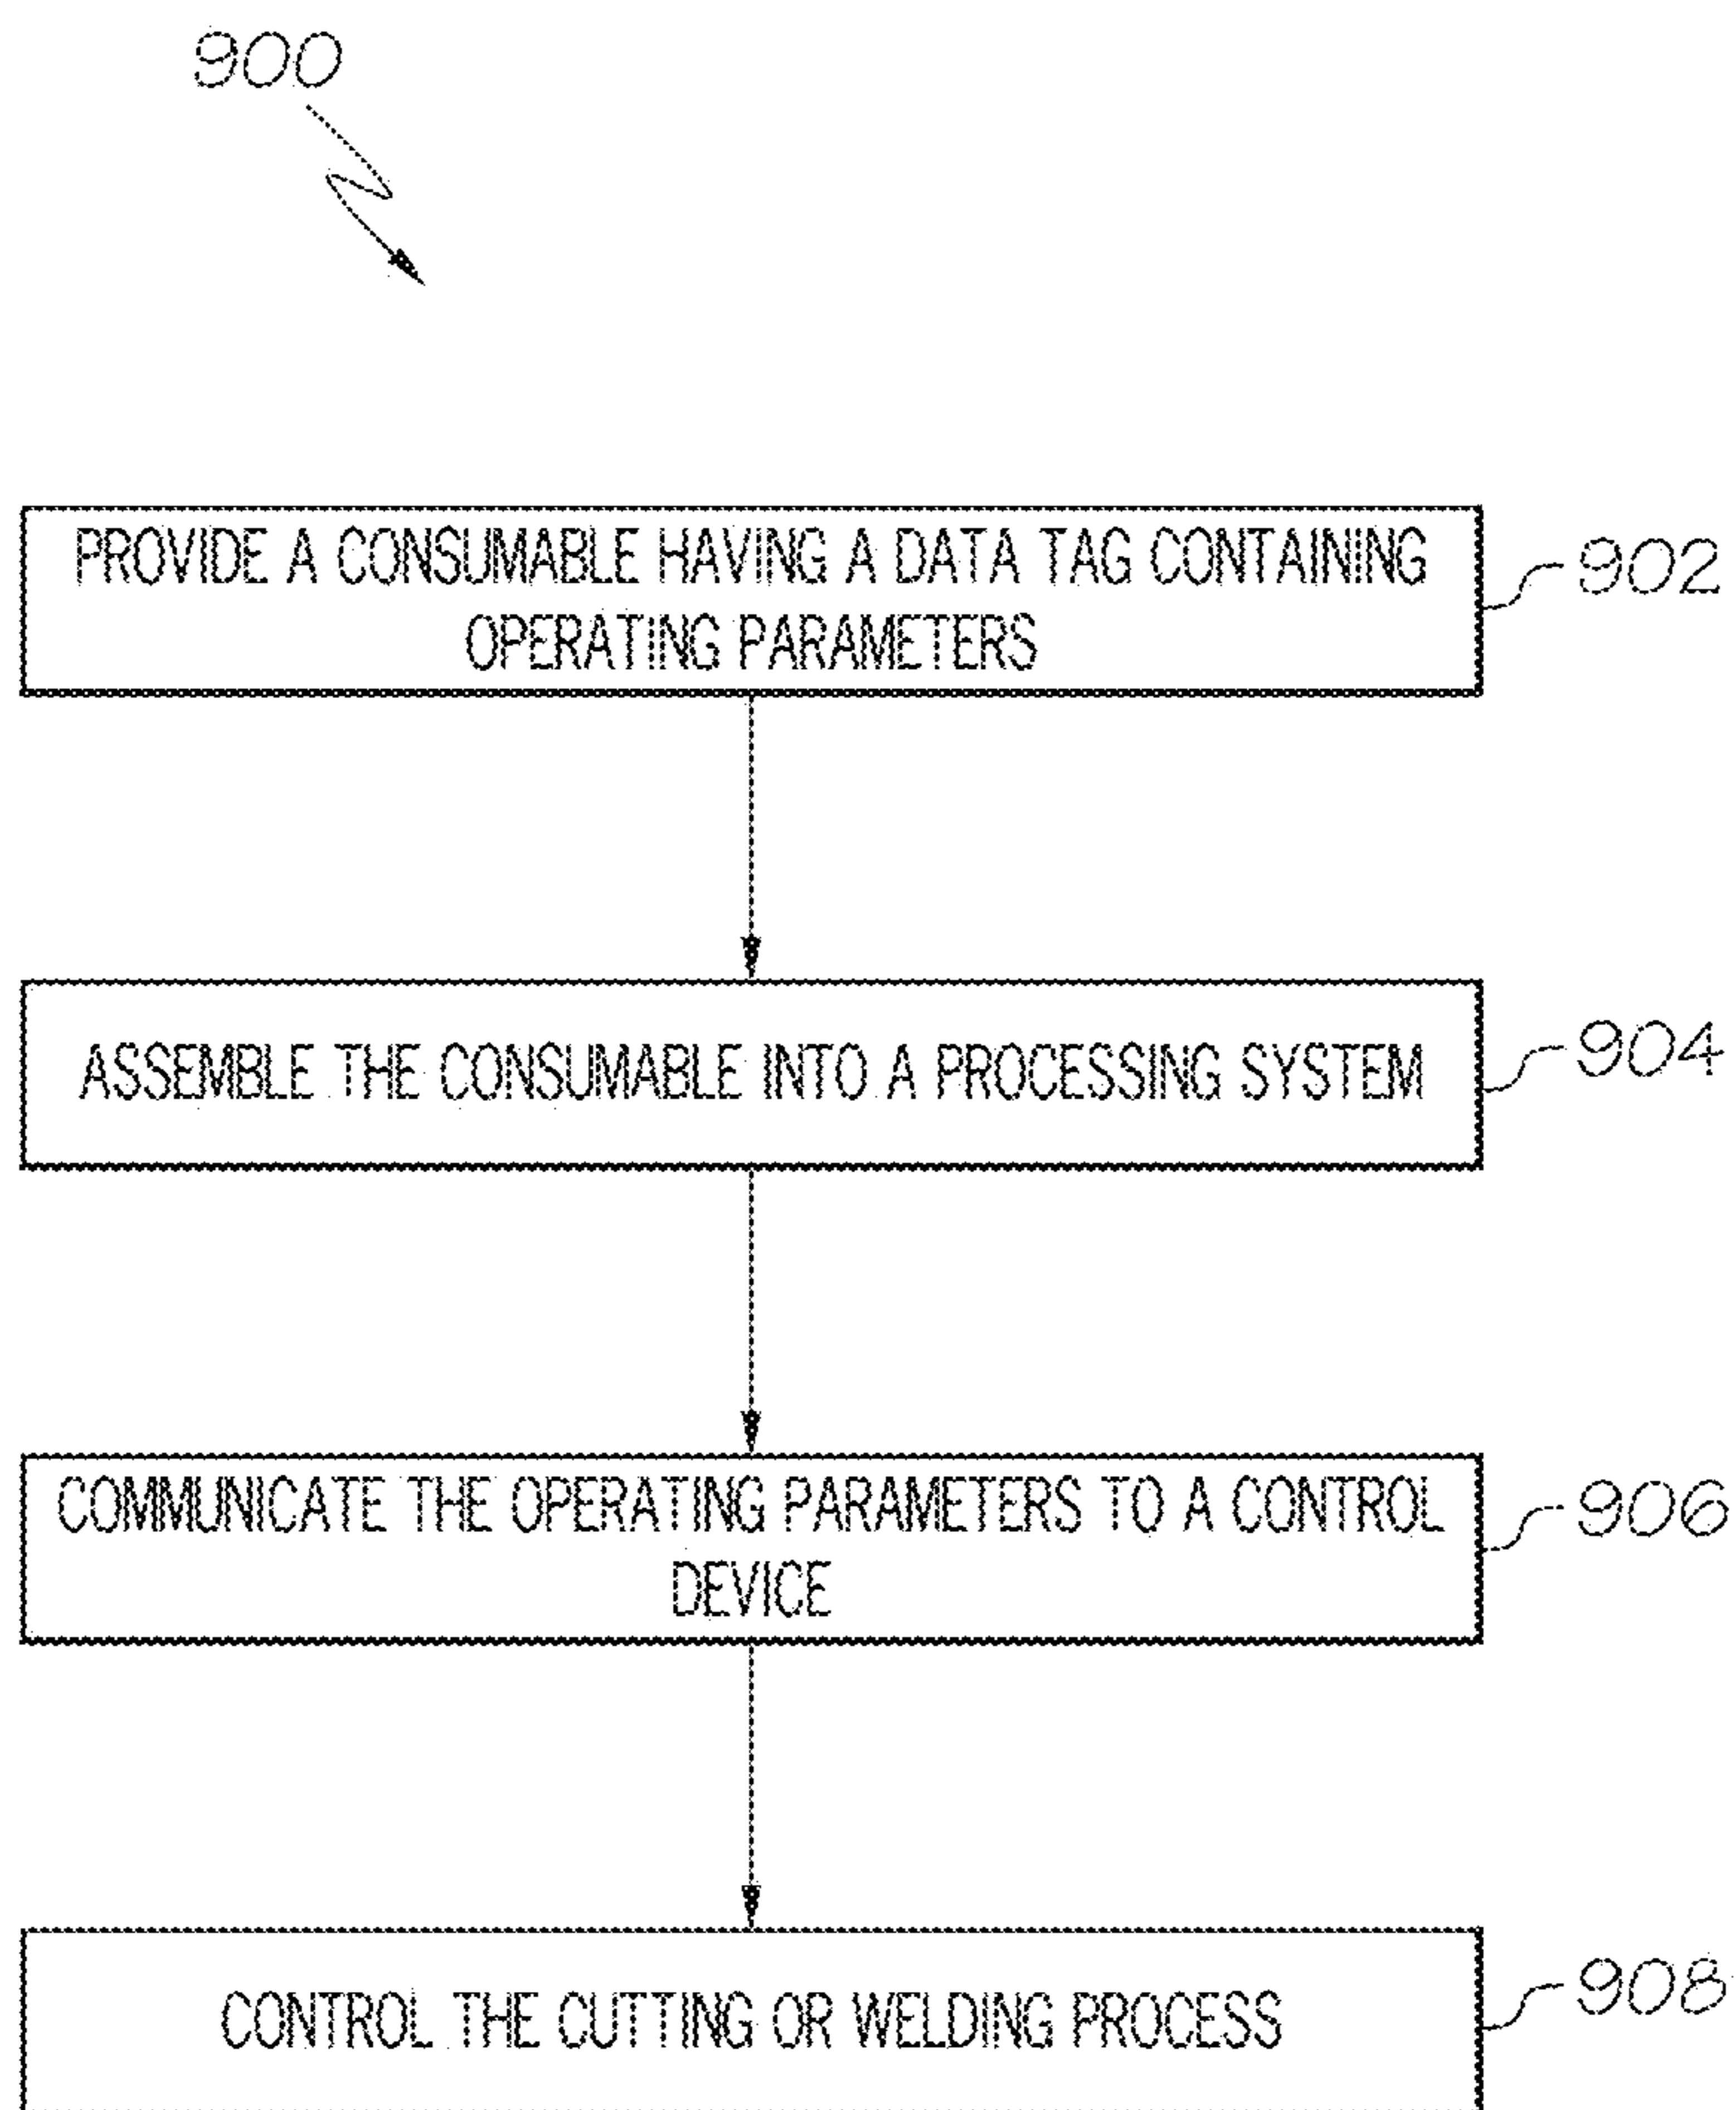 900
PROVIDE A CONSUMABLE HAVING A DATA TAG CONTAINING
OPERATING PARAMETERS
902
ASSEMBLE THE CONSUMABLE INTO A PROCESSING SYSTEM
904
COMMUNICATE THE OPERATING PARAMETERS TO A CONTROL
DEVICE
906
CONTROL THE CUTTING OR WELDING PROCESS
908